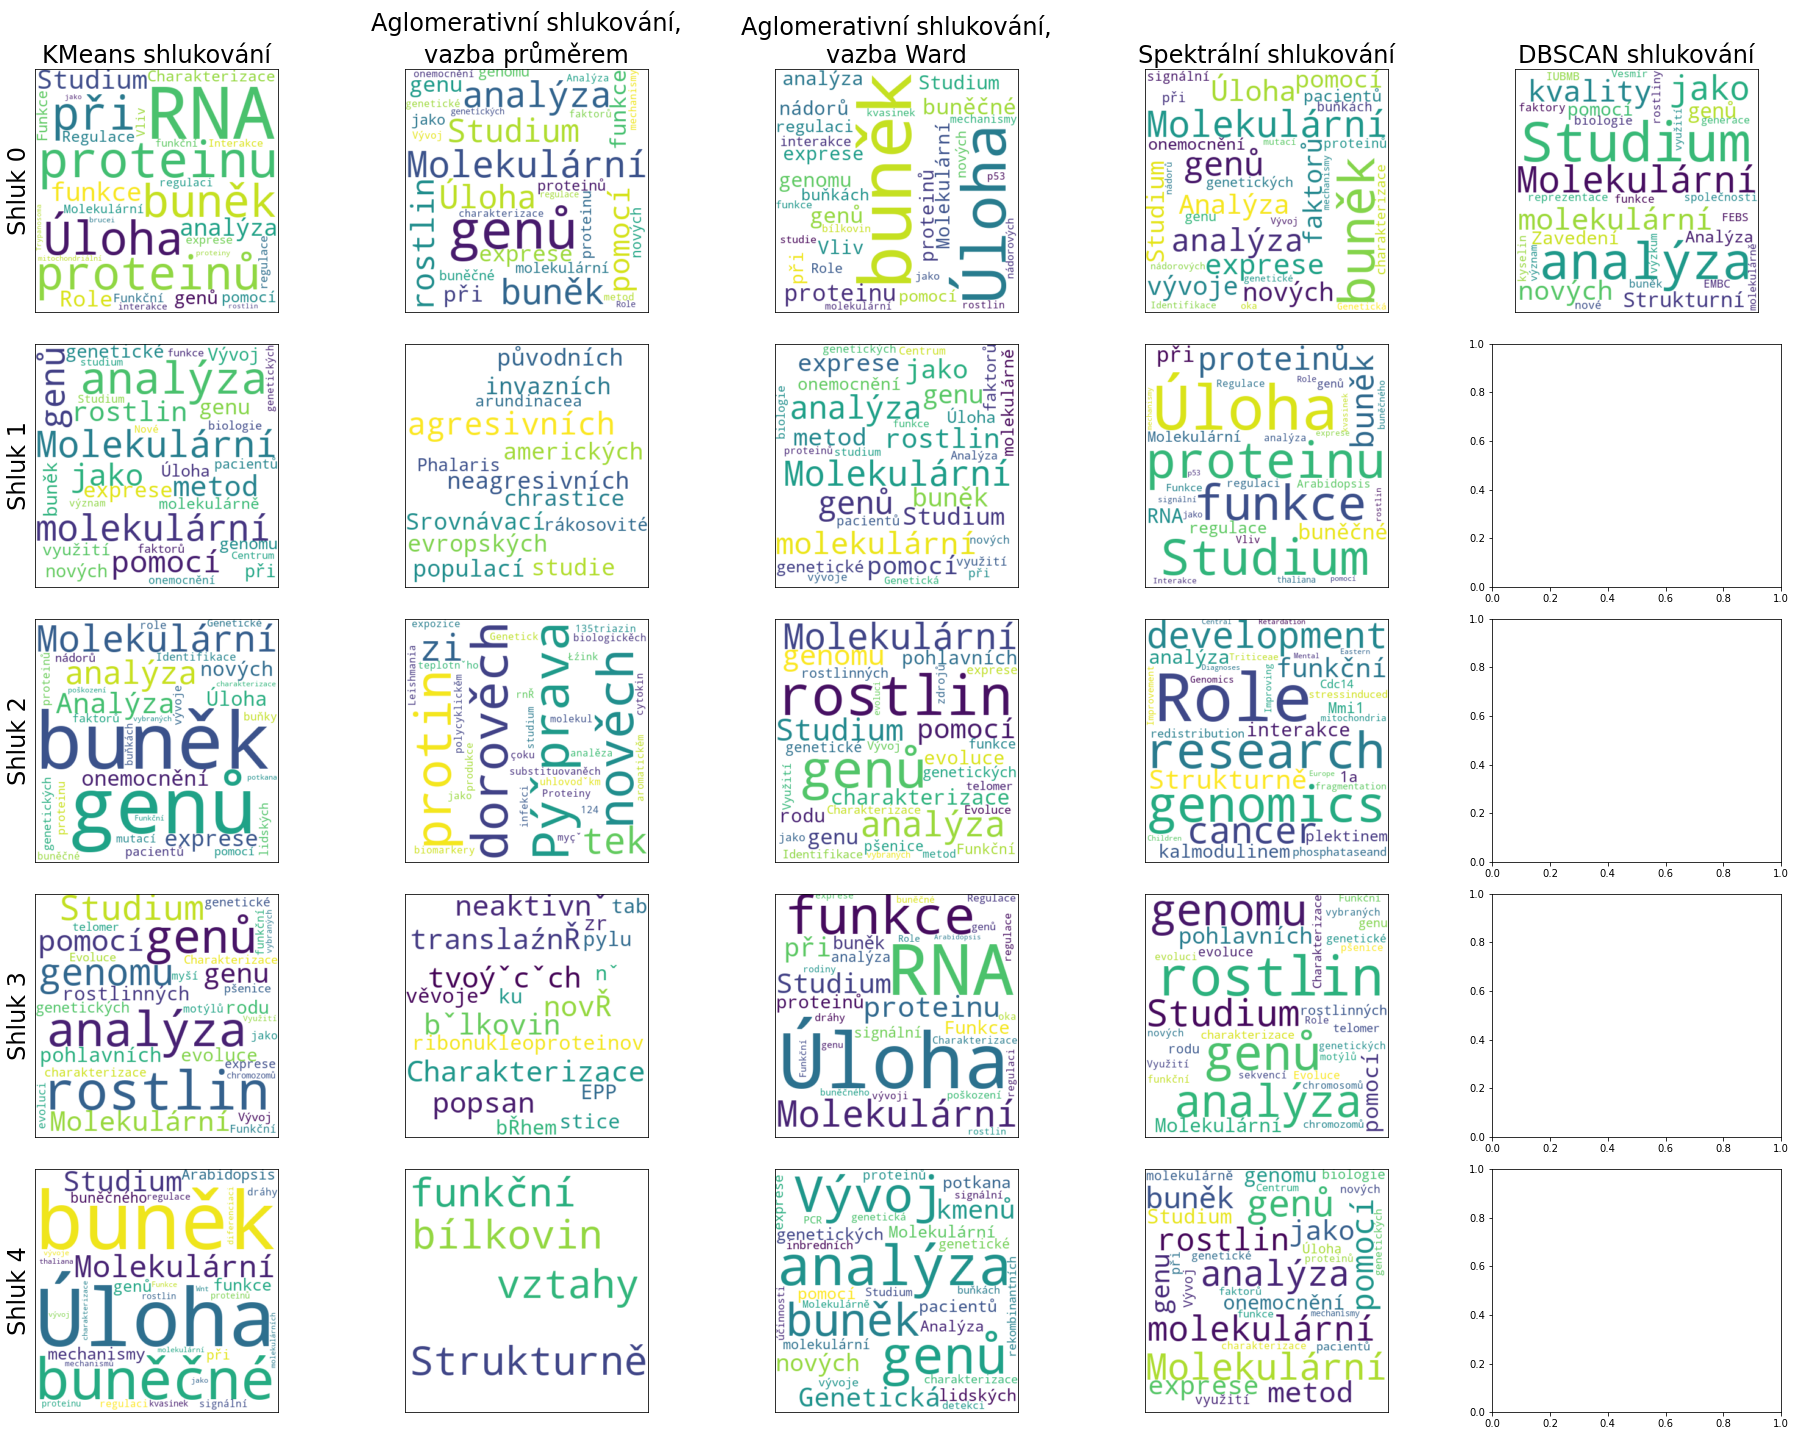 Aglomerativní shlukování,
Aglomerativní shlukování,
KMeans shlukování
vazba průměrem
vazba Ward
Spektrální shlukování
DBSCAN shlukování
Shluk 0
Studium Charakterizace
jako
Funkce při Vliv RNA
Regulace
funkční Interakce
proteinu
regulaci
funkce buněk
Molekulární
brucei
Úloha analýza
exprese
mitochondriální proteiny
proteinů regulace
Role Funkční genů pomocí
interakce rostlin
onemocnění genomu Analýza
genu analýza funkce mechanismy
genetické genetických faktorů
jako Studium
Vývoj
Molekulární
rostlin Úloha proteinů pomocí
regulace
charakterizace
genů proteinu nových
exprese
buněčné molekulární
při buněk metod
Role
analýza buněk Studium
nádorů buněčné
kvasinek mechanismy
regulaci
interakce
exprese Molekulární nových Úloha
genomu proteinů p53
buňkách
funkce
genů
bílkovin
studie Vliv nádorových
při Role
jako
proteinu pomocí rostlin
molekulární
signální Úloha pomocí
při pacientů
buňkách
Molekulární
onemocnění mutací proteinů
Studium nádorů genů faktorů mechanismy buněk
genetických
Analýza
genu Vývoj charakterizace
analýza
nádorových exprese
genetické
vývoje nových
Identifikace oka Genetická
IUBMB Vesmír rostliny
kvality jako
faktory pomocí využití genů
biologie generace
Studium
Molekulární
reprezentace funkce společnosti
molekulární FEBS
Zavedení Analýza
kyselin význam analýza výzkum molekulárně
buněk EMBC
nových Strukturní
nové
Shluk 1
genů genetické funkce Vývoj genetických
studium
analýza
Studium
rostlin genu
Nové biologie
Molekulární
buněk jako Úloha pacientů
exprese metod
význam molekulárně
molekulární
využití faktorů genomu
pomocí Centrum
nových při
onemocnění
původních
invazních
arundinacea
agresivních
amerických
Phalaris
neagresivních
chrastice
Srovnávací rákosovité
evropských
populací studie
genetických Centrum
exprese jako faktorů molekulárně
onemocnění
biologie analýza genu
funkce Úloha
metod rostlin
proteinů studium Analýza
Molekulární
genů buněk
pacientů Studium
molekulární nových
genetické pomocí využití
vývoje Genetická při
při proteinů buněk
Regulace Role genů kvasinek buněčného
mechanismy Úloha
Molekulární analýza exprese
proteinu
p53
Funkce regulaci Arabidopsis
signální funkce rostlin
RNA jako
regulace buněčné
Vliv
Studium
Interakce thaliana pomocí
1.0
0.8
0.6
0.4
0.2
0.0
0.0 0.2 0.4 0.6 0.8 1.0
Shluk 2
role Genetické
Molekulární
nádorů Identifikace
proteinů analýza nových
poškození charakterizace
Analýza vývoje Úloha
faktorů vybraných buňky
buněk buňkách
onemocnění potkana
genetických proteinu genů lidských
Funkční
mutací exprese
buněčné pacientů pomocí
expozice 135triazin
zi Genetick biologickěch
teplotnˇho Łžink
Leishmania protin polycyklickěm dorověch rnŘ Pýˇprava nověch cytokin
studium molekul
produkce çoku analěza
substituovaněch
uhlovodˇkm
jako infekci Proteiny aromatickěm
124
myçˇ tek
biomarkery
Molekulární
genomu pohlavních
rostlinných exprese
evoluci zdrojů
rostlin
Studium pomocí
genetické Vývoj funkce
Využití genů evoluce
genetických
telomer
charakterizace
Charakterizace Evoluce
rodu analýza
jako genu pšenice Funkční
Identifikace vybraných metod
Central Retardation
development
analýza Triticeae Mental Eastern
Diagnoses funkční
Genomics Cdc14
Improvement Role Improving stressinduced
Mmi1
mitochondria
redistribution interakce
research
Strukturně Europe 1a
fragmentation
genomics
Children cancer plektinem
kalmodulinem phosphataseand
1.0
0.8
0.6
0.4
0.2
0.0
0.0 0.2 0.4 0.6 0.8 1.0
Shluk 3
Studium genetické
telomer funkční vybraných
pomocí genů
Evoluce Charakterizace
genomu myší genu
rostlinných pšenice
genetických motýlů rodu
Využití
analýza jako
pohlavních evoluce
charakterizace exprese
chromozomů
evoluci rostlin
Vývoj
Molekulární Funkční
neaktivnˇ tab
zr
translaźnŘ pylu
tvoýˇcˇch nˇ
věvoje ku novŘ
bˇlkovin
ribonukleoproteinov
Charakterizace
EPP
popsan
bŘhem stice
exprese buněčné Regulace
funkce genů regulace
při buněk Role Arabidopsis
analýza RNA
rodiny
Studium
proteinů proteinu
dráhy oka
signální Funkce
Charakterizace
Funkční genu Úloha regulaci
buněčného vývoji poškození
Molekulární
rostlin
genomu Funkční
Charakterizace vybraných
genu
pohlavních genetické
evoluci evoluce pšenice
rostlin
Studium rostlinných
Role
nových charakterizace telomer
rodu genů genetických
Využití motýlů
funkční sekvencí Evoluce pomocí
chromosomů
analýza
Molekulární chromozomů
1.0
0.8
0.6
0.4
0.2
0.0
0.0 0.2 0.4 0.6 0.8 1.0
Shluk 4
Studium Arabidopsis
buněčného regulace dráhy
buněk diferenciaci
vývoje
thaliana Molekulární
genů Funkce funkce
rostlin Wnt proteinů
vývoj charakterizace Úloha molekulárních
mechanismy molekulární při
mechanismů
buněčné
jako
proteinu regulaci kvasinek signální
funkční
bílkovin
vztahy
Strukturně
exprese proteinů potkana
Vývoj signální
PCR genetická kmenů
genetických Molekulární
inbredních genetické
analýza
účinnosti pomocí Studium buňkách rekombinantních
Molekulárně pacientů
buněk Analýza
molekulární
nových genů
vývoje charakterizace
Genetická lidských
detekci
molekulárně genomu biologie
buněk Centrum nových
Studium genů pomocí
rostlin jako genetických
genu při genetické Úloha
proteinů
Vývoj analýza
faktorů
onemocnění
funkce mechanismy
molekulární
charakterizace pacientů
Molekulární
exprese metod
využití
1.0
0.8
0.6
0.4
0.2
0.0
0.0 0.2 0.4 0.6 0.8 1.0